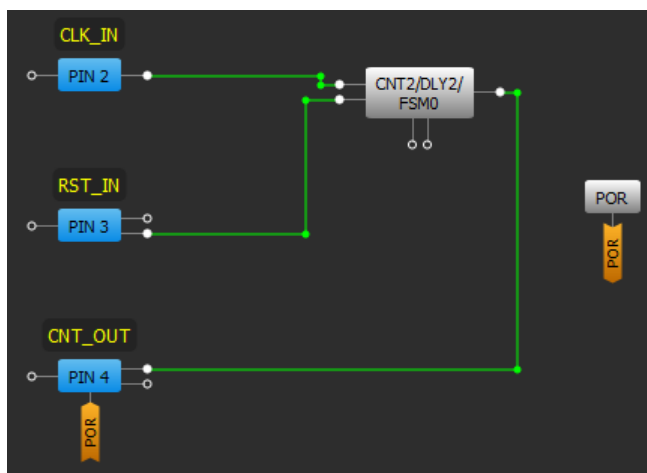 CLK_IN
PIN 2
CNT2/DLY2/
FSM0
RST_IN
PIN 3
POR
POR
CNT_OUT
PIN 4
POR